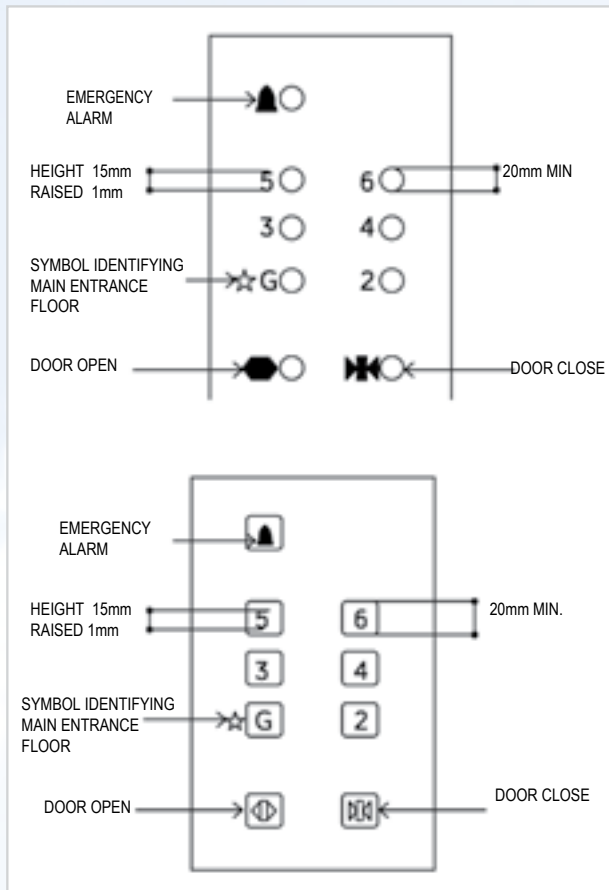 EMERGENCY
ALARM
HEIGHT 15mm
RAISED 1mm
5
6
20mm MIN
3
4
SYMBOL IDENTIFYING
MAIN ENTRANCE
FLOOR
G
2
DOOR OPEN
DOOR CLOSE
EMERGENCY
ALARM
HEIGHT 15mm
RAISED 1mm
5
6
20mm MIN.
3
4
SYMBOL IDENTIFYING
MAIN ENTRANCE
FLOOR
G
2
DOOR OPEN
DOOR CLOSE